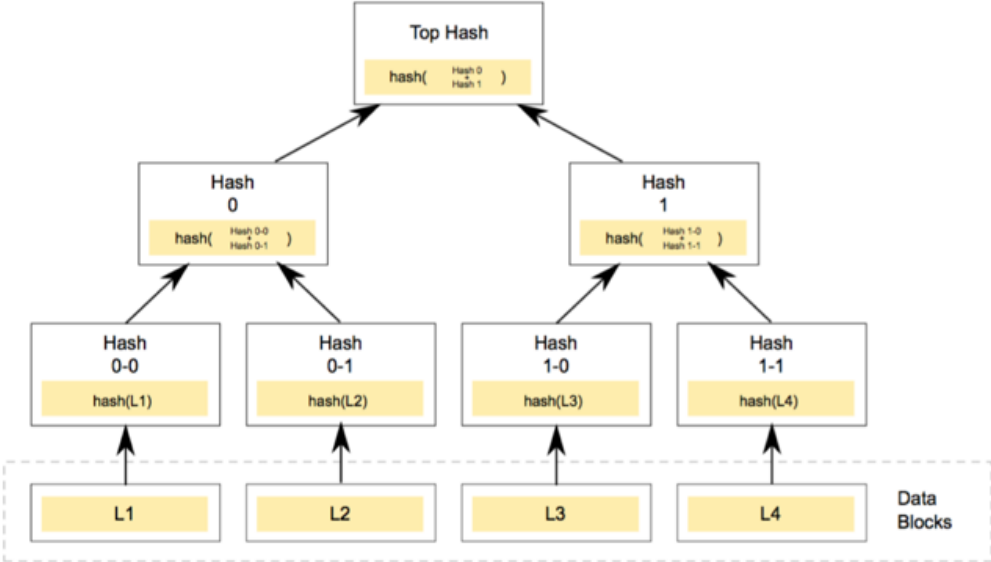 Top Hash
hash( Hash 0 + Hash 1 )
Hash
0
hash( Hash 0-0 + Hash 0-1 )
Hash
1
hash( Hash 1-0 + Hash 1-1 )
Hash
0-0
hash(L1)
Hash
0-1
hash(L2)
Hash
1-0
hash(L3)
Hash
1-1
hash(L4)
L1
L2
L3
L4
Data
Blocks